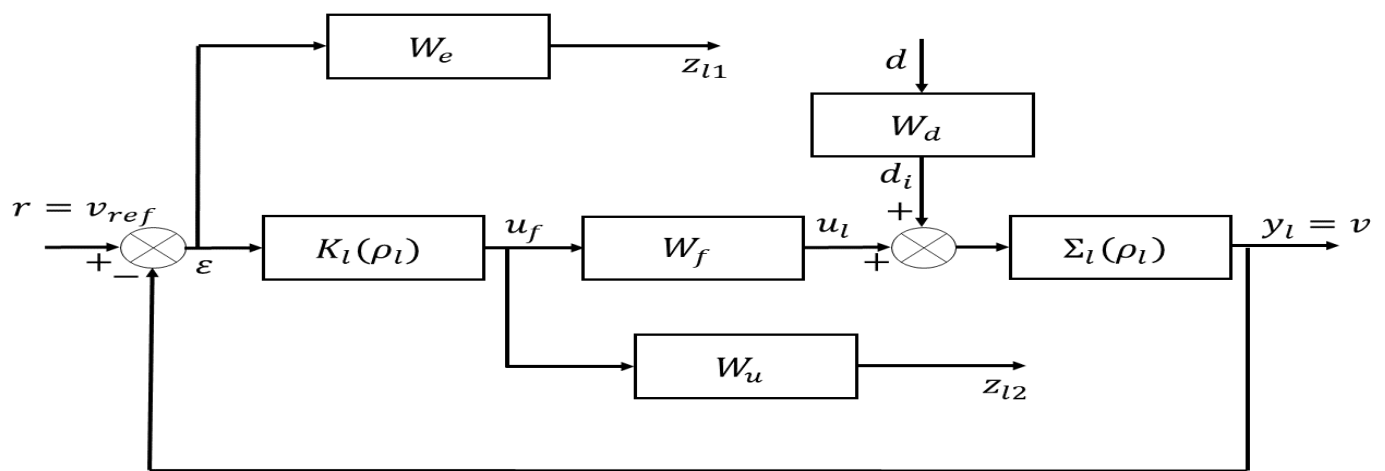 W_e
z_{l1}
d
W_d
d_i
r = v_{ref}
+
−
ε
K_l(ρ_l)
u_f
W_f
u_l
+
+
Σ_l(ρ_l)
y_l = v
W_u
z_{l2}